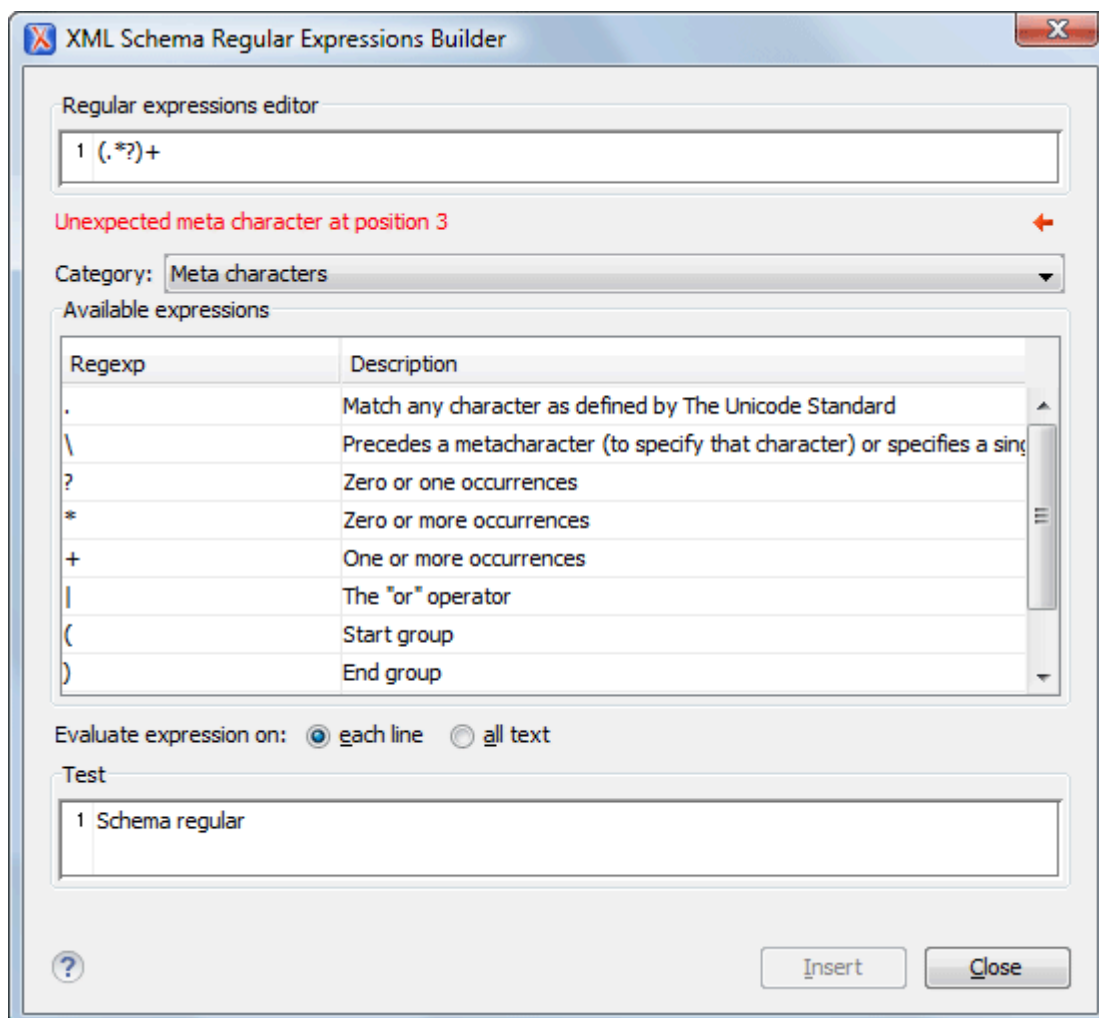 XML Schema Regular Expressions Builder
Regular expressions editor
1 (.*?)+
Unexpected meta character at position 3
Category: Meta characters
Available expressions
Regexp Description
. Match any character as defined by The Unicode Standard
\ Precedes a metacharacter (to specify that character) or specifies a
? Zero or one occurrences
* Zero or more occurrences
+ One or more occurrences
| The "or" operator
( Start group
) End group
Evaluate expression on: each line all text
Test
1 Schema regular
? Insert Close